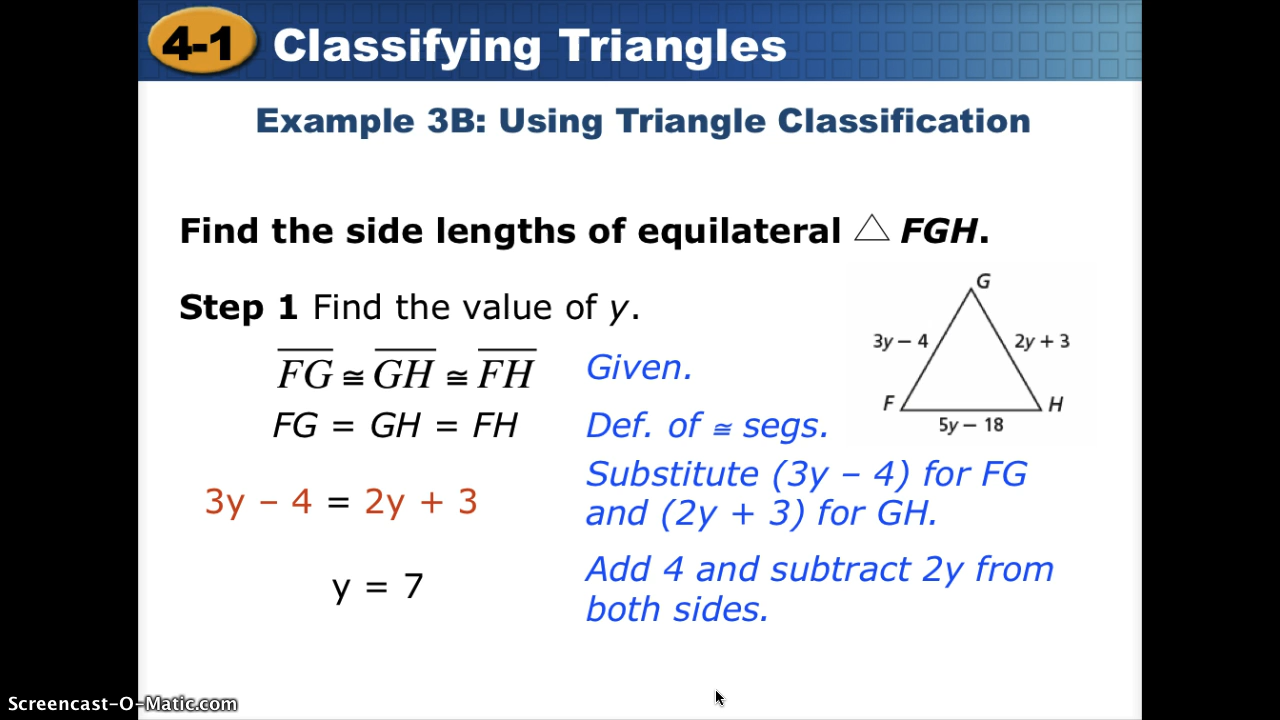 4-1 Classifying Triangles
Example 3B: Using Triangle Classification
Find the side lengths of equilateral △ FGH.
Step 1 Find the value of y.
FG ≅ GH ≅ FH Given.
FG = GH = FH Def. of ≅ segs.
3y – 4 = 2y + 3 Substitute (3y – 4) for FG
and (2y + 3) for GH.
y = 7 Add 4 and subtract 2y from
both sides.
G
3y – 4 2y + 3
F H
5y – 18
Screencast-O-Matic.com